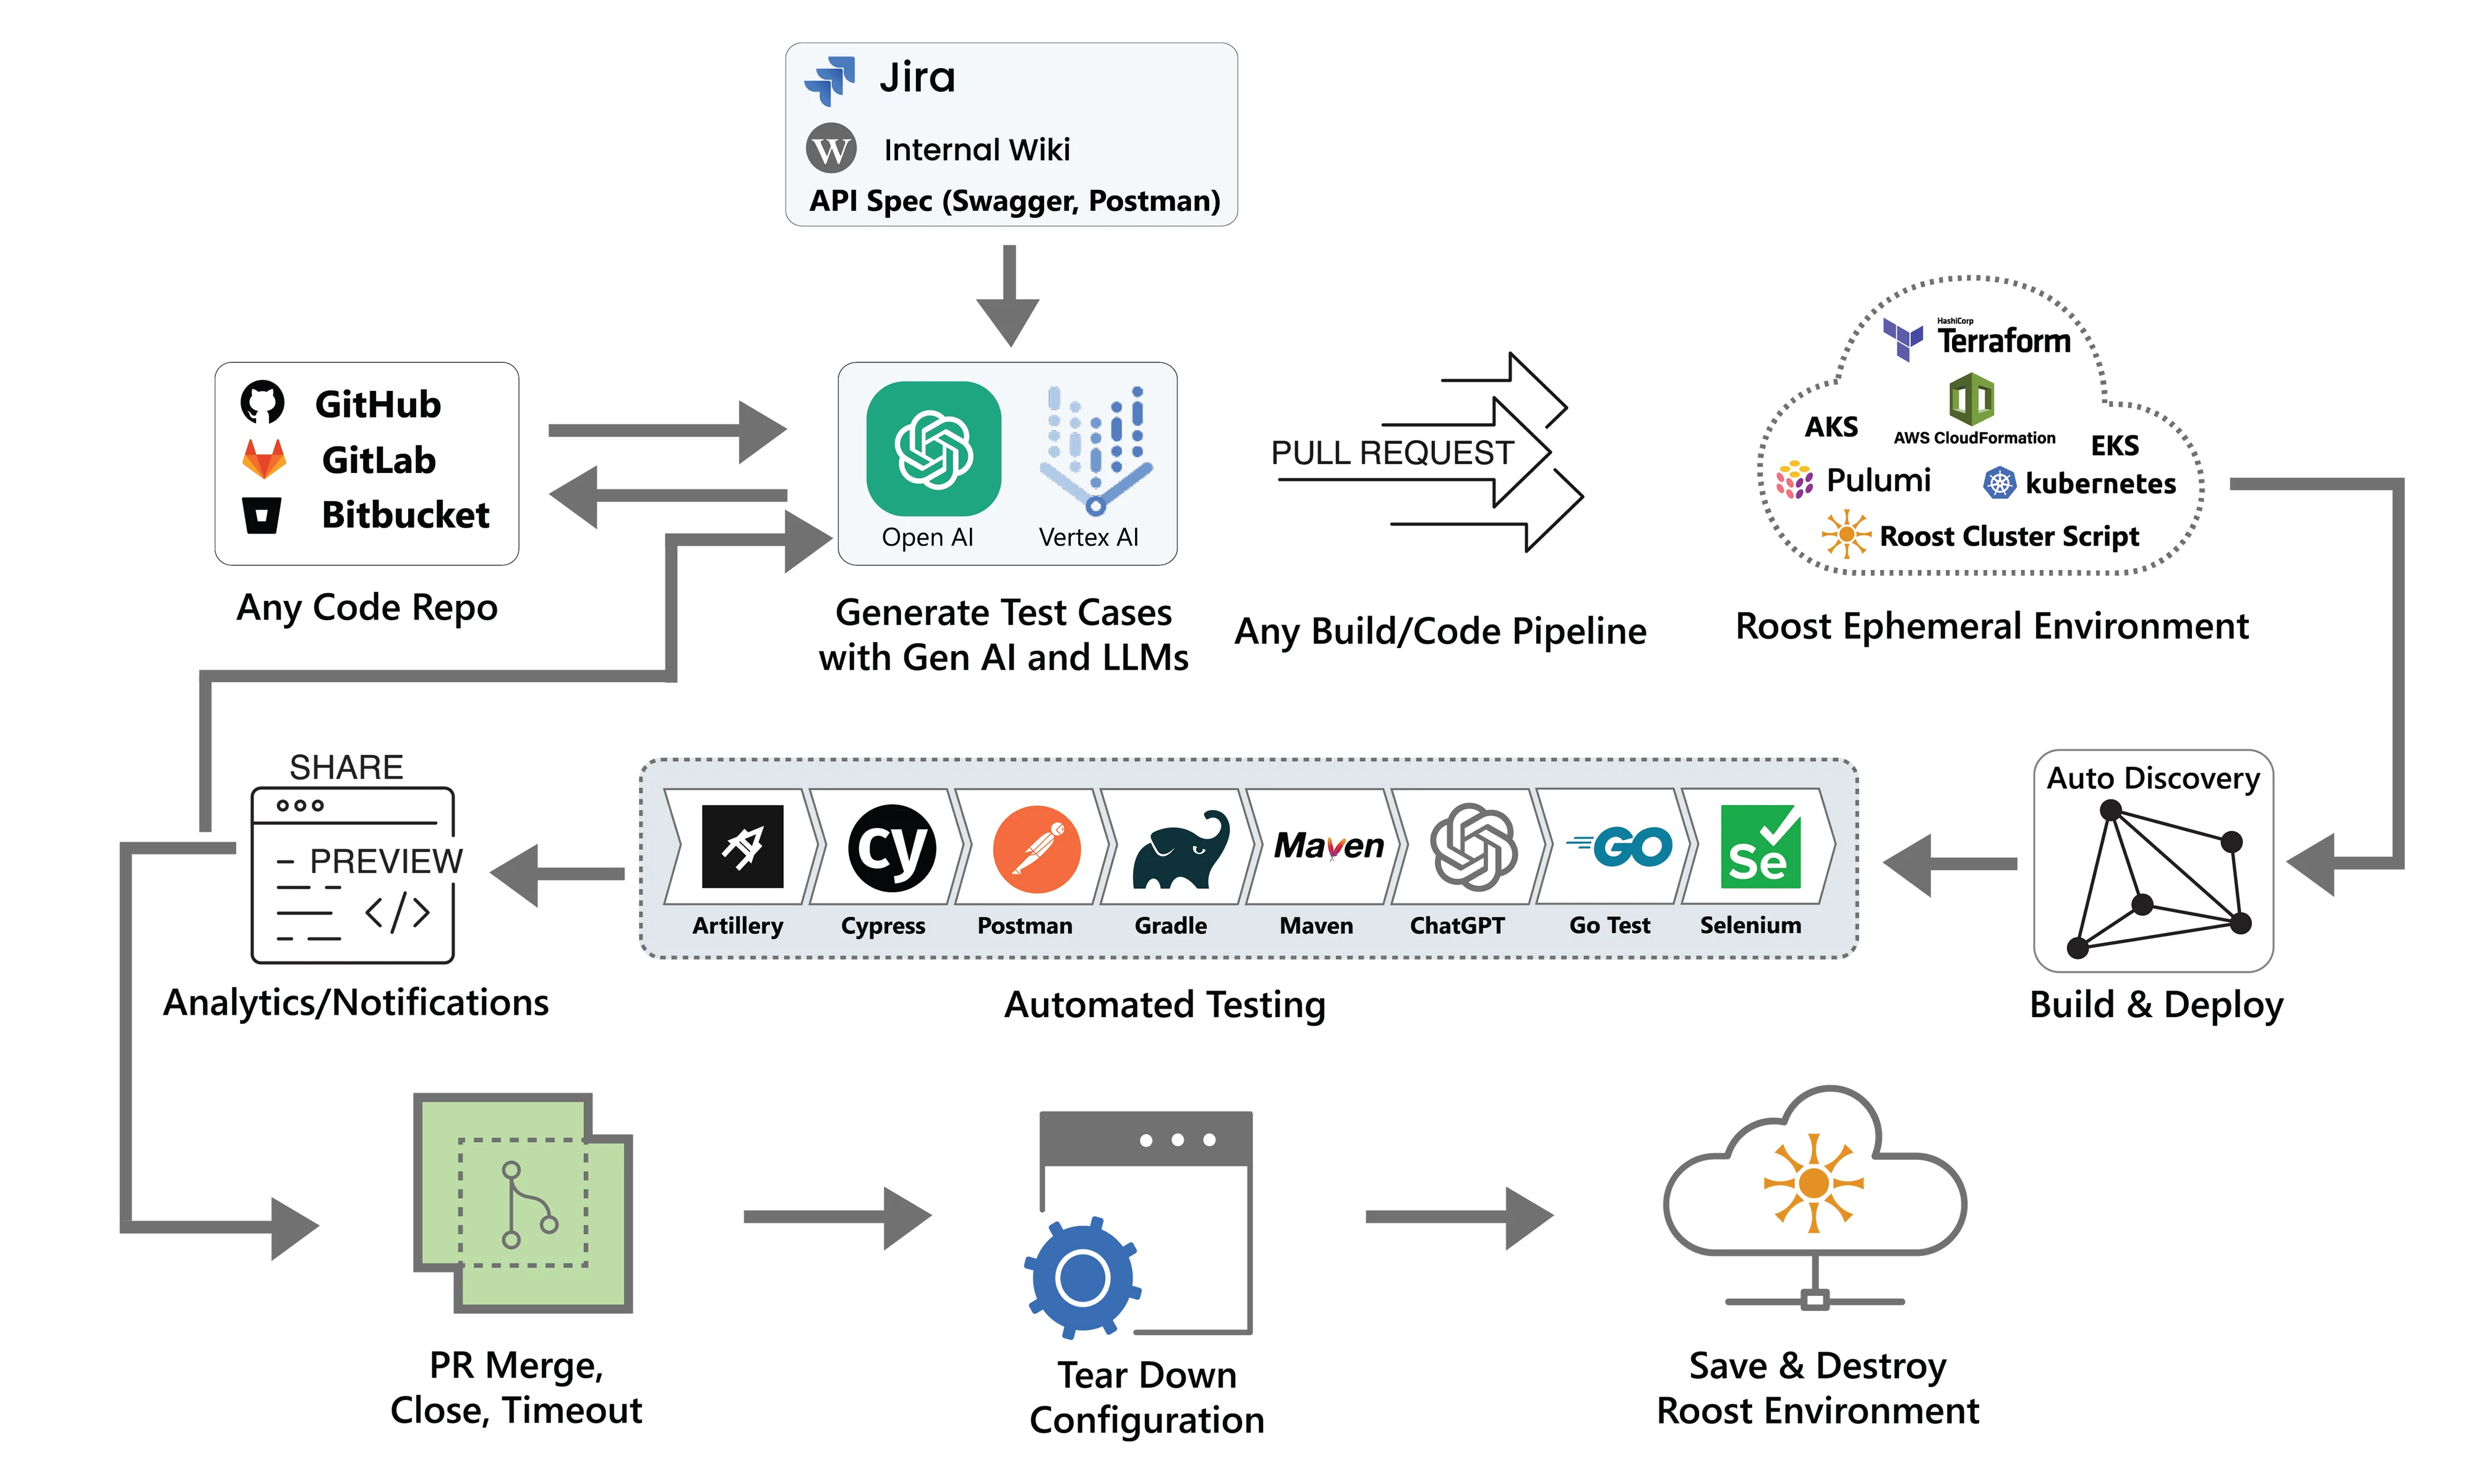 Jira
W
Internal Wiki
API Spec (Swagger, Postman)
GitHub
GitLab
Bitbucket
Any Code Repo
Open AI
Vertex AI
Generate Test Cases
with Gen AI and LLMs
PULL REQUEST
Any Build/Code Pipeline
HashiCorp
Terraform
AWS CloudFormation
AKS
EKS
Pulumi
kubernetes
Roost Cluster Script
Roost Ephemeral Environment
SHARE
PREVIEW
</>
Analytics/Notifications
cy
Maven
GO
Se
Artillery
Cypress
Postman
Gradle
Maven
ChatGPT
Go Test
Selenium
Automated Testing
Auto Discovery
Build & Deploy
PR Merge,
Close, Timeout
Tear Down
Configuration
Save & Destroy
Roost Environment